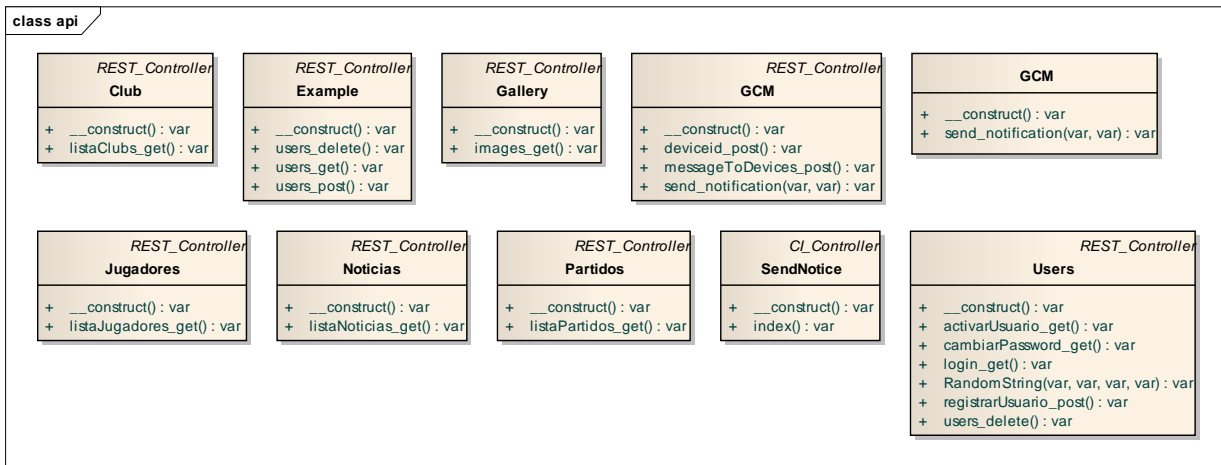 class api
REST_Controller
Club
+ __construct() : var
+ listaClubs_get() : var
REST_Controller
Example
+ __construct() : var
+ users_delete() : var
+ users_get() : var
+ users_post() : var
REST_Controller
Gallery
+ __construct() : var
+ images_get() : var
REST_Controller
GCM
+ __construct() : var
+ deviceid_post() : var
+ messageToDevices_post() : var
+ send_notification(var, var) : var
GCM
+ __construct() : var
+ send_notification(var, var) : var
REST_Controller
Jugadores
+ __construct() : var
+ listaJugadores_get() : var
REST_Controller
Noticias
+ __construct() : var
+ listaNoticias_get() : var
REST_Controller
Partidos
+ __construct() : var
+ listaPartidos_get() : var
CI_Controller
SendNotice
+ __construct() : var
+ index() : var
REST_Controller
Users
+ __construct() : var
+ activarUsuario_get() : var
+ cambiarPassword_get() : var
+ login_get() : var
+ RandomString(var, var, var, var) : var
+ registrarUsuario_post() : var
+ users_delete() : var